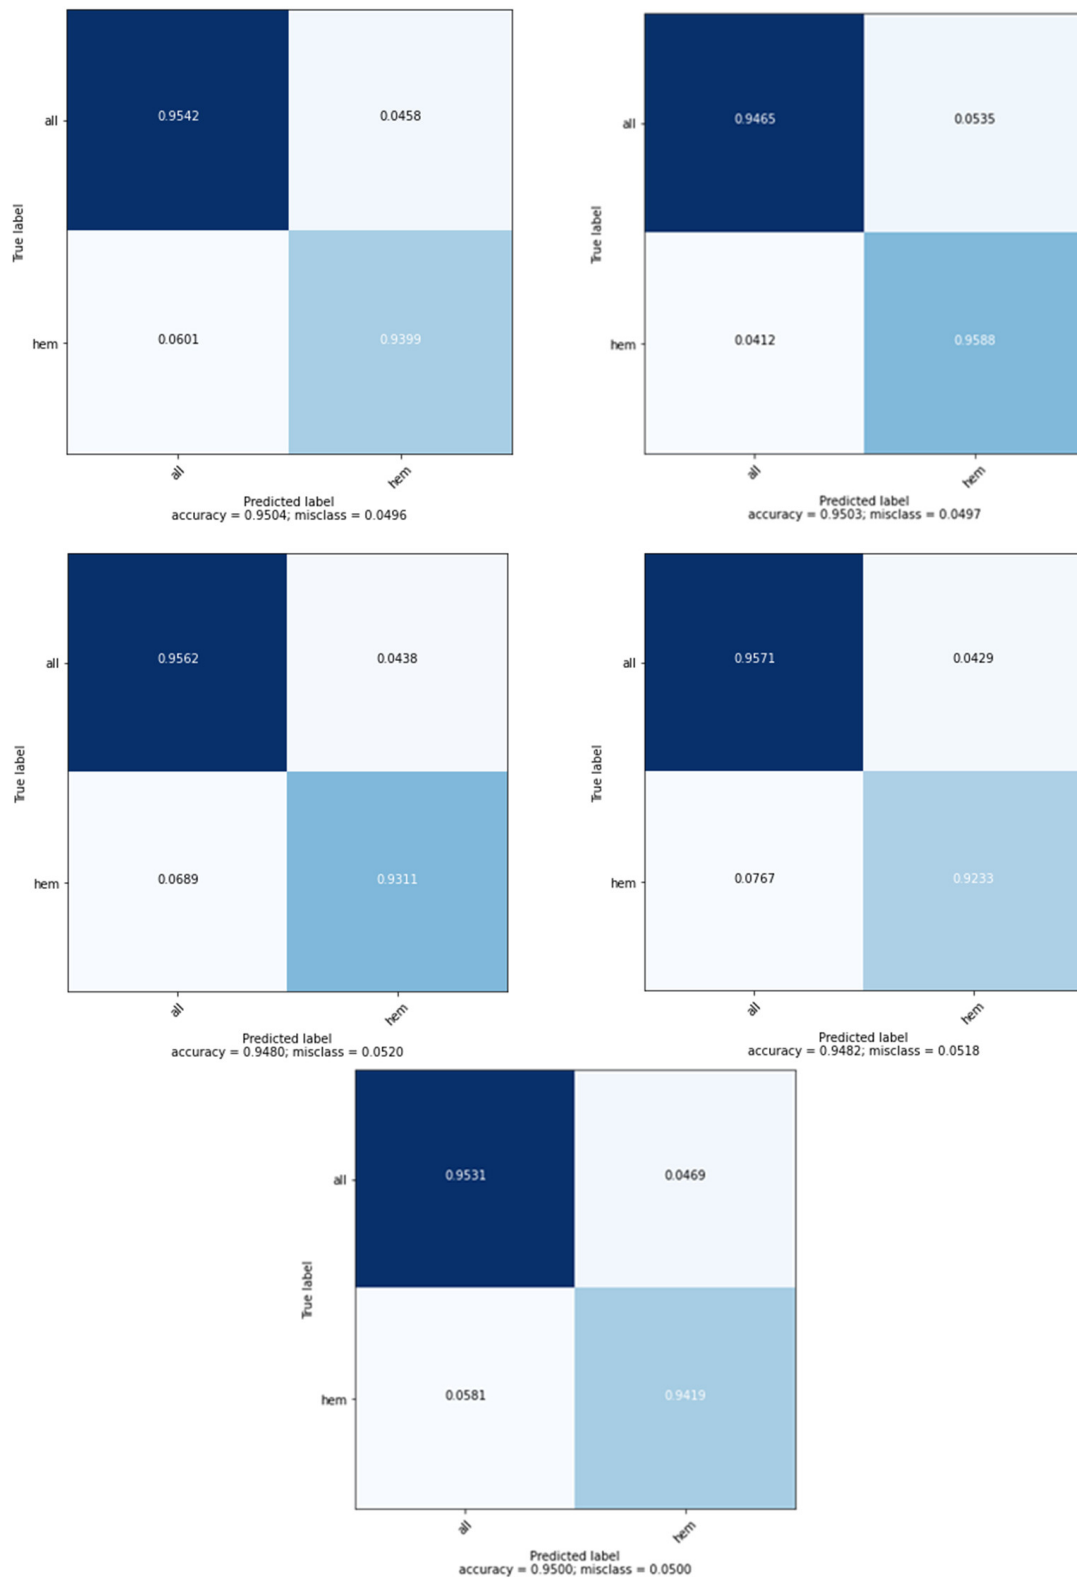 all
0.9542
0.0458
True label
hem
0.0601
0.9399
all
hem
Predicted label
accuracy = 0.9504; misclass = 0.0496
all
0.9465
0.0535
True label
hem
0.0412
0.9588
all
hem
Predicted label
accuracy = 0.9503; misclass = 0.0497
all
0.9562
0.0438
True label
hem
0.0689
0.9311
all
hem
Predicted label
accuracy = 0.9480; misclass = 0.0520
all
0.9571
0.0429
True label
hem
0.0767
0.9233
all
hem
Predicted label
accuracy = 0.9482; misclass = 0.0518
all
0.9531
0.0469
True label
hem
0.0581
0.9419
all
hem
Predicted label
accuracy = 0.9500; misclass = 0.0500